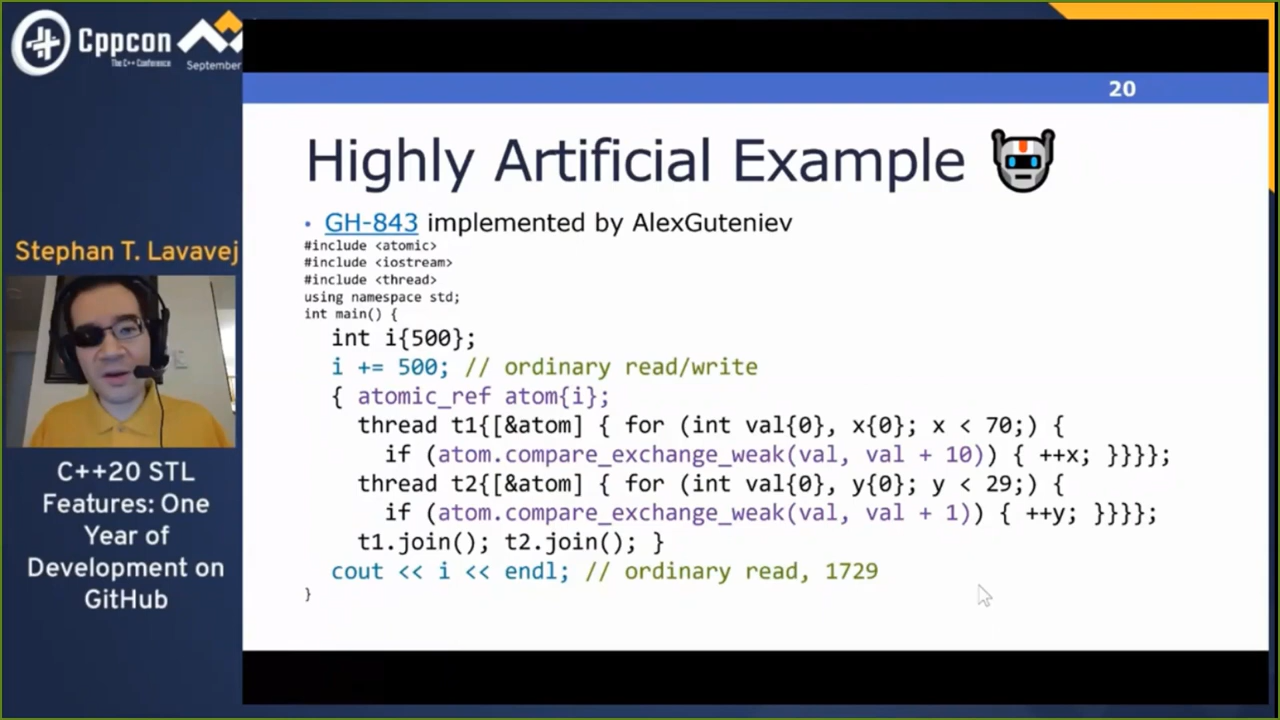 Cppcon
The C++ Conference
September
20
Highly Artificial Example
• GH-843 implemented by AlexGuteniev
#include <atomic>
#include <iostream>
#include <thread>
using namespace std;
int main() {
int i{500};
i += 500; // ordinary read/write
{ atomic_ref atom{i};
thread t1{[&atom] { for (int val{0}, x{0}; x < 70;) {
if (atom.compare_exchange_weak(val, val + 10)) { ++x; }}}};
thread t2{[&atom] { for (int val{0}, y{0}; y < 29;) {
if (atom.compare_exchange_weak(val, val + 1)) { ++y; }}}};
t1.join(); t2.join(); }
cout << i << endl; // ordinary read, 1729
}
Stephan T. Lavavej
C++20 STL
Features: One
Year of
Development on
GitHub